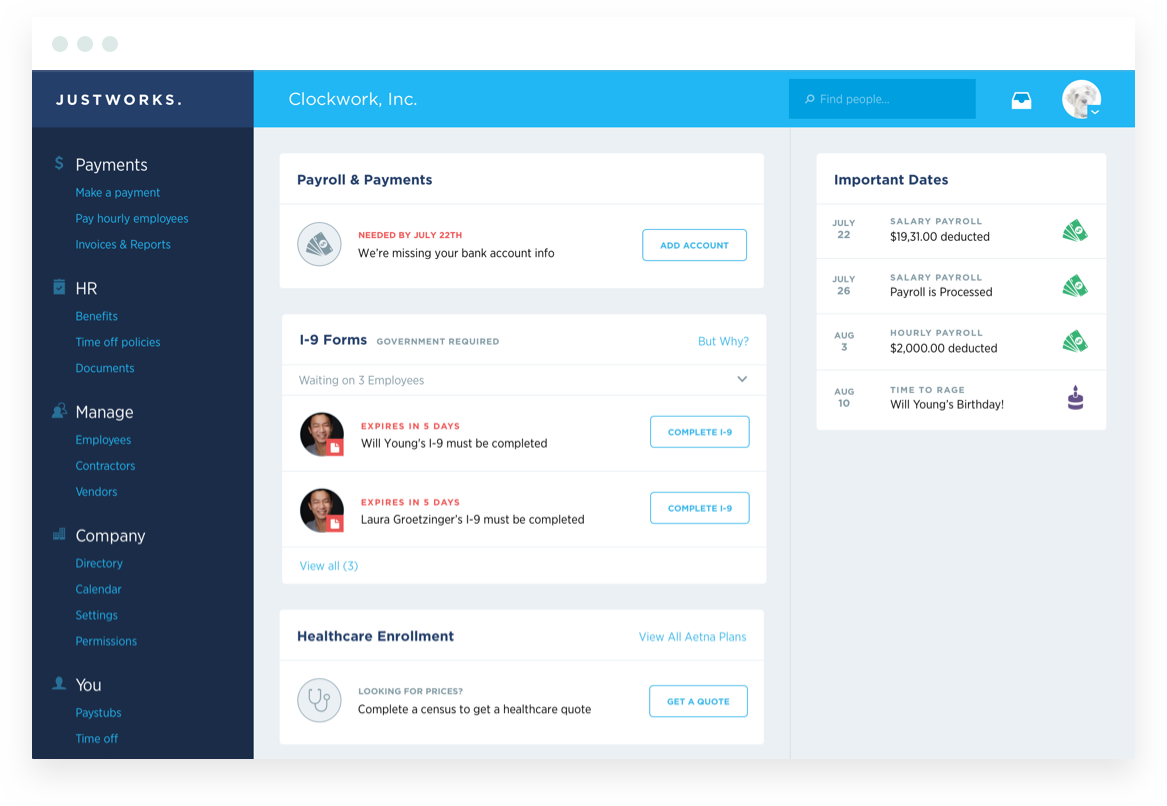 JUSTWORKS.
Clockwork, Inc.
Find people...
$ Payments
Make a payment
Pay hourly employees
Invoices & Reports
HR
Benefits
Time off policies
Documents
Manage
Employees
Contractors
Vendors
Company
Directory
Calendar
Settings
Permissions
You
Paystubs
Time off
Payroll & Payments
NEEDED BY JULY 22TH
We're missing your bank account info
ADD ACCOUNT
I-9 Forms GOVERNMENT REQUIRED
But Why?
Waiting on 3 Employees
EXPIRES IN 5 DAYS
Will Young's I-9 must be completed
COMPLETE I-9
EXPIRES IN 5 DAYS
Laura Groetzinger's I-9 must be completed
COMPLETE I-9
View all (3)
Healthcare Enrollment
View All Aetna Plans
LOOKING FOR PRICES?
Complete a census to get a healthcare quote
GET A QUOTE
Important Dates
JULY
22
SALARY PAYROLL
$19,31.00 deducted
JULY
26
SALARY PAYROLL
Payroll is Processed
AUG
3
HOURLY PAYROLL
$2,000.00 deducted
AUG
10
TIME TO RAGE
Will Young's Birthday!